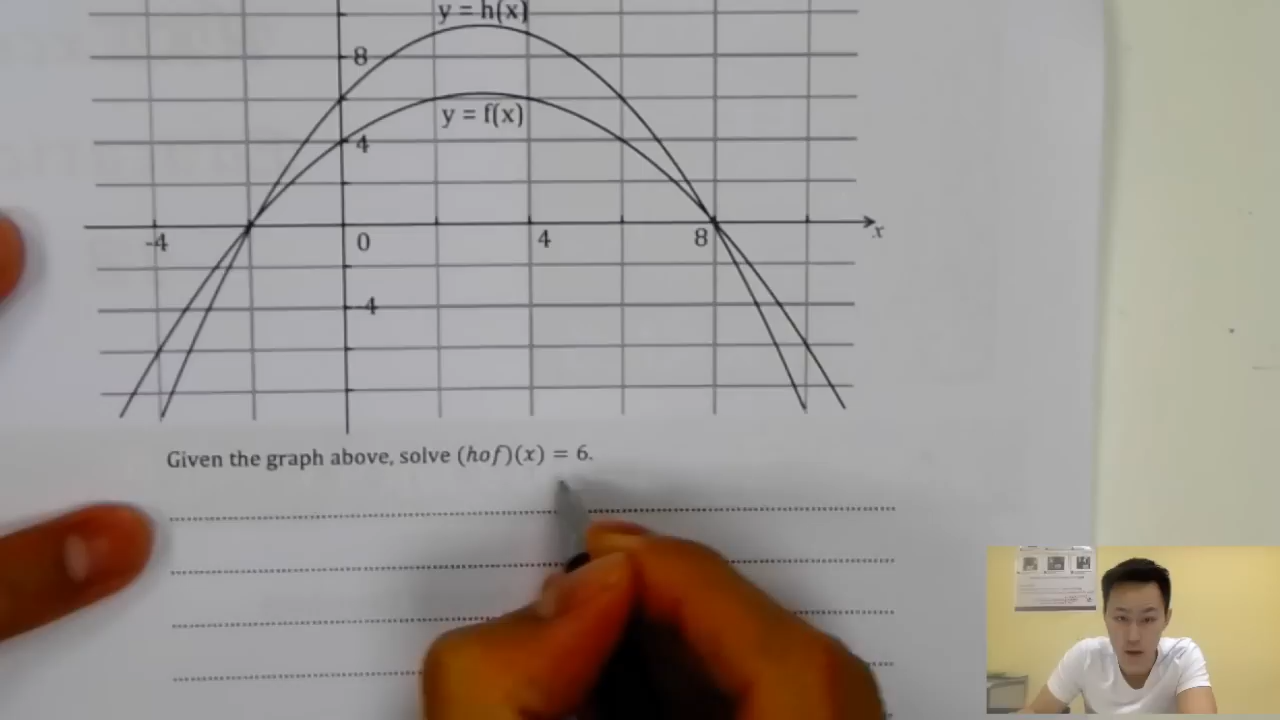 y = h(x)
8
y = f(x)
4
-4
0
4
8
x
-4
Given the graph above, solve (hof)(x) = 6.